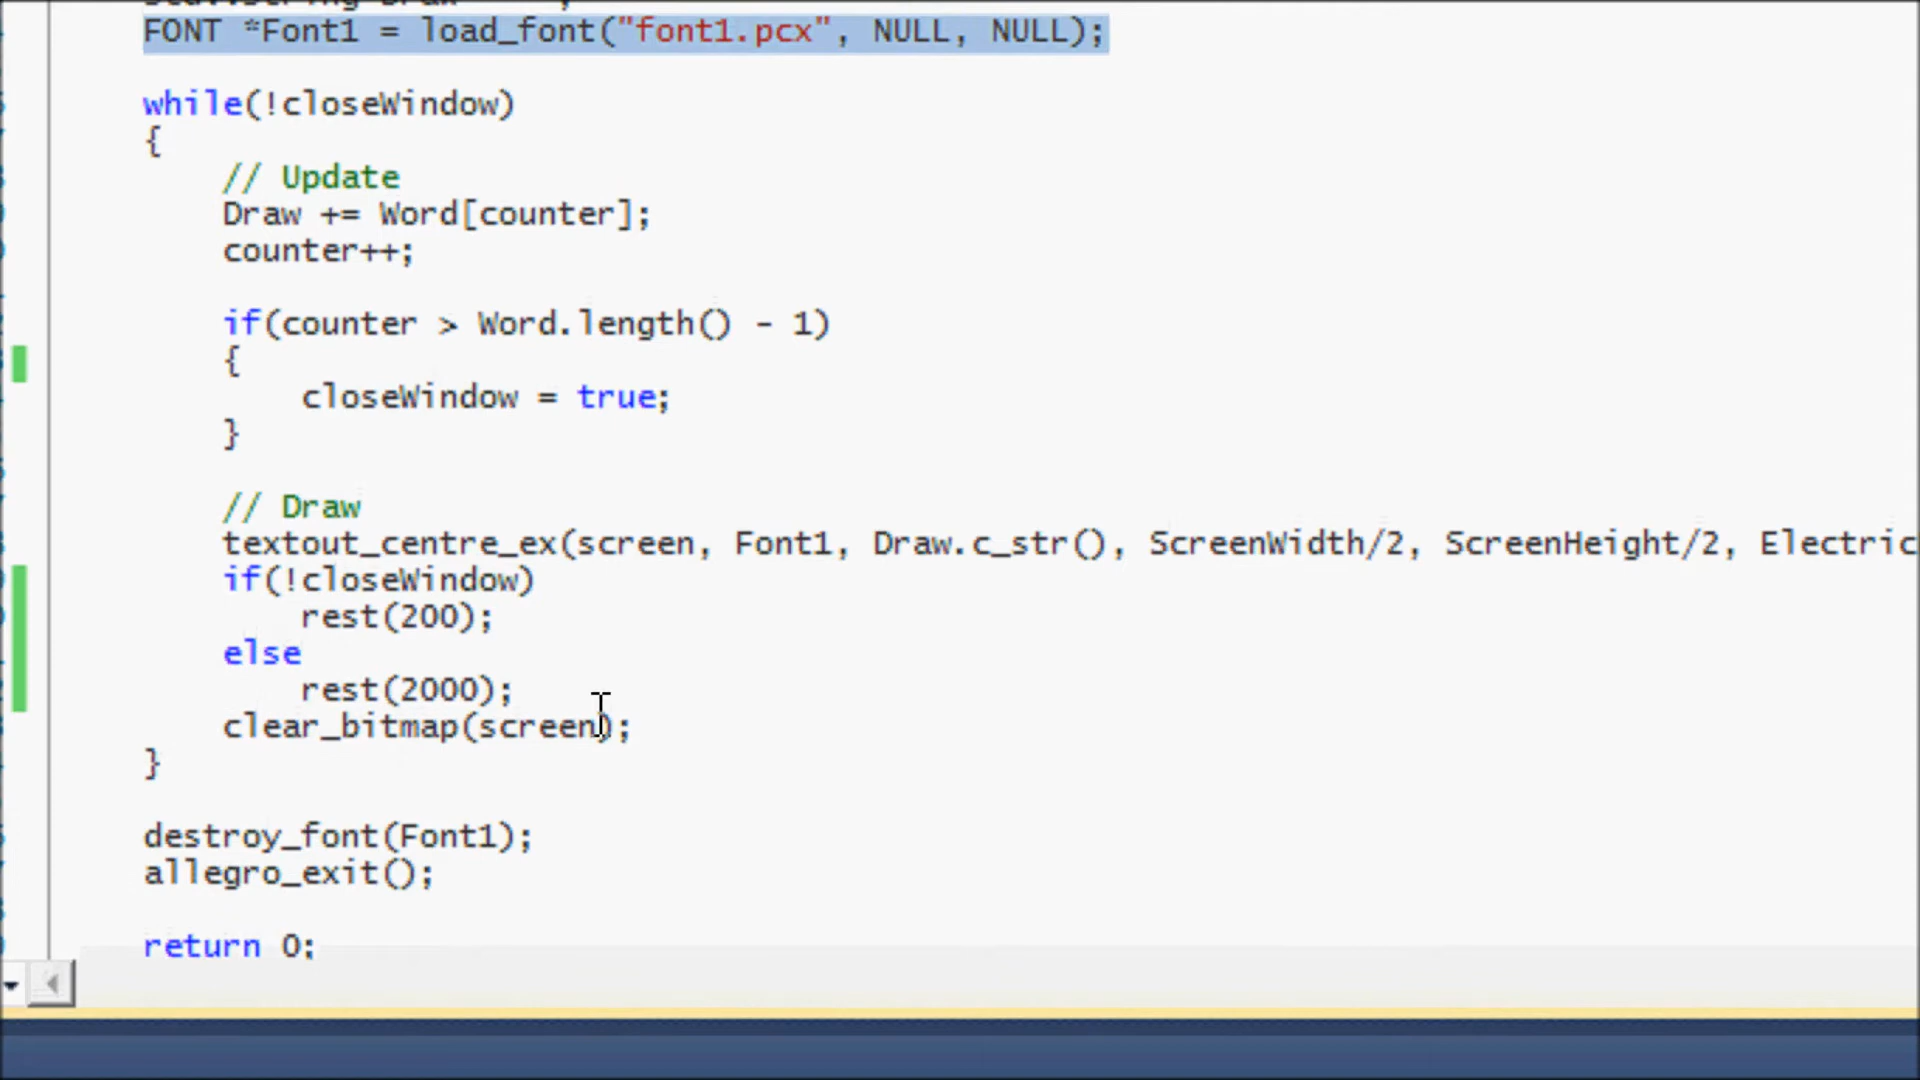 FONT *Font1 = load_font("font1.pcx", NULL, NULL);
while(!closeWindow)
{
// Update
Draw += Word[counter];
counter++;
if(counter > Word.length() - 1)
{
closeWindow = true;
}
// Draw
textout_centre_ex(screen, Font1, Draw.c_str(), ScreenWidth/2, ScreenHeight/2, Electric
if(!closeWindow)
rest(200);
else
rest(2000);
clear_bitmap(screen);
}
destroy_font(Font1);
allegro_exit();
return 0;